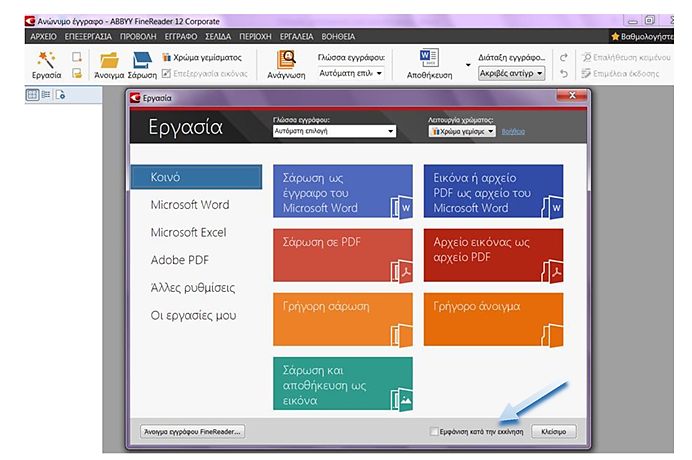 Ανώνυμο έγγραφο - ABBYY FineReader 12 Corporate
ΑΡΧΕΙΟ ΕΠΕΞΕΡΓΑΣΙΑ ΠΡΟΒΟΛΗ ΕΓΓΡΑΦΟ ΣΕΛΙΔΑ ΠΕΡΙΟΧΗ ΕΡΓΑΛΕΙΑ ΒΟΗΘΕΙΑ Βαθμολογήστε
Χρώμα γεμίσματος Γλώσσα εγγράφου: Διάταξη εγγράφο... Επαλήθευση κειμένου
Εργασία Άνοιγμα Σάρωση Επεξεργασία εικόνας Ανάγνωση Αυτόματη επιλ Αποθήκευση Ακριβές αντίγρ Επιμέλεια έκδοσης
Εργασία
Εργασία
Γλώσσα εγγράφου: Λειτουργία χρώματος:
Αυτόματη επιλογή Χρώμα γεμίσμς Βοήθεια
Κοινό
Microsoft Word
Microsoft Excel
Adobe PDF
Άλλες ρυθμίσεις
Οι εργασίες μου
Σάρωση ως
έγγραφο του
Microsoft Word
Εικόνα ή αρχείο
PDF ως αρχείο του
Microsoft Word
Σάρωση σε PDF
Αρχείο εικόνας ως
αρχείο PDF
Γρήγορη σάρωση
Γρήγορο άνοιγμα
Σάρωση και
αποθήκευση ως
εικόνα
Άνοιγμα εγγράφου FineReader... Εμφάνιση κατά την εκκίνηση Κλείσιμο